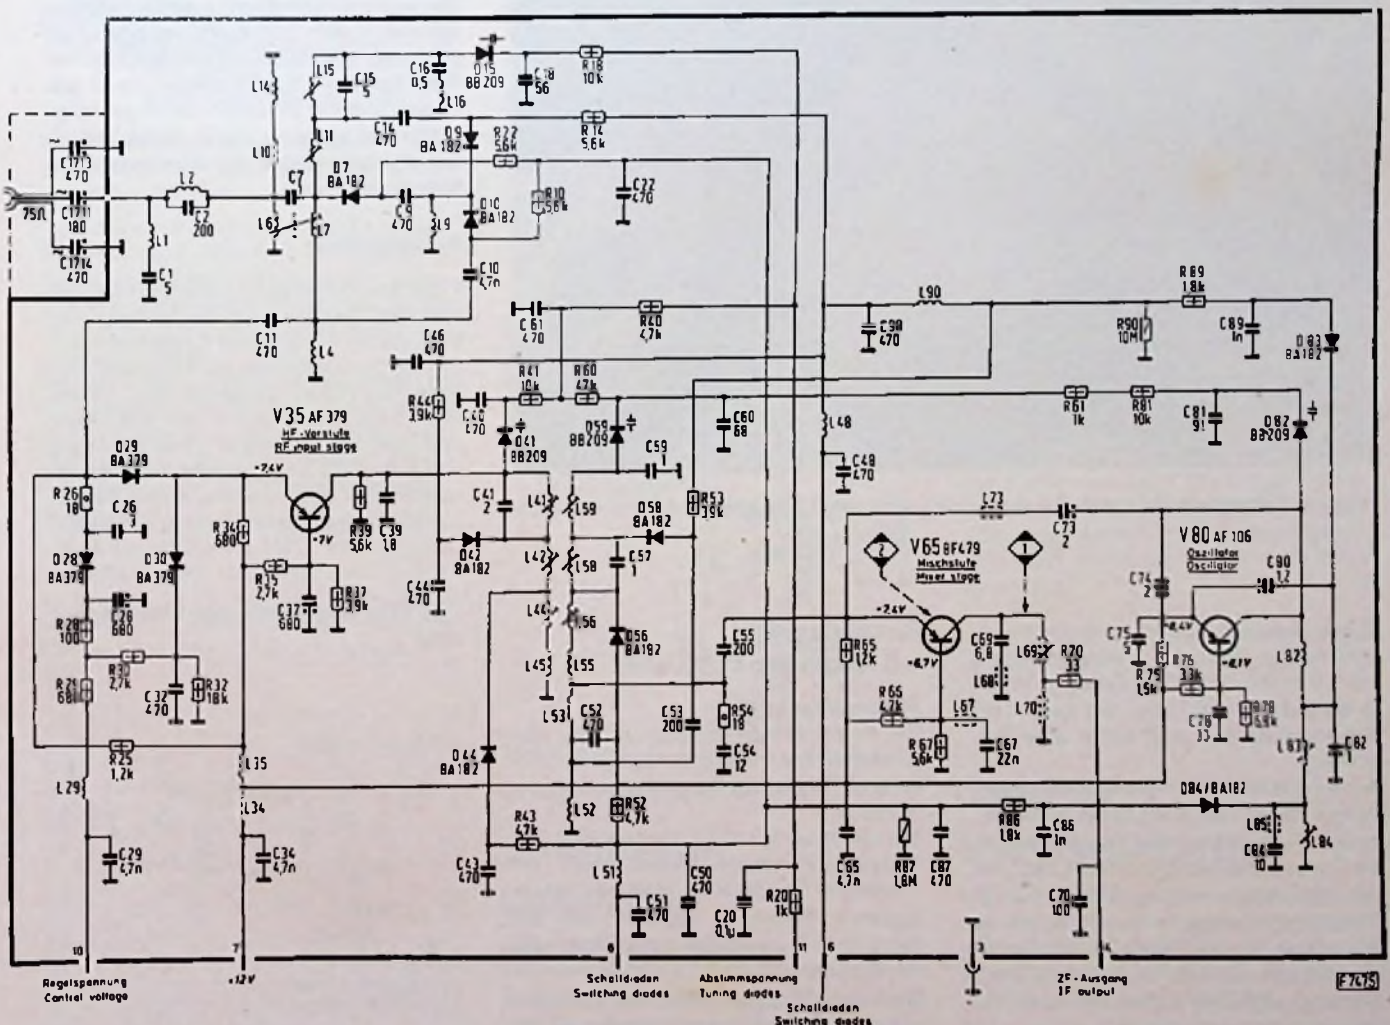 L14
L15
C15
5
C16
0,5
L16
D15
BB209
C18
56
R18
10k
C1713
470
75Ω
C1711
180
C1714
470
L2
C2
200
L1
C1
5
L10
L11
C7
L6
L7
D7
BA182
C14
470
D9
BA182
R22
5,6k
R14
5,6k
C9
470
L9
D10
BA182
R10
5,6k
C22
470
C10
4,7n
C11
470
L4
C46
470
C61
470
R40
4,7k
L90
C90
470
R89
1,8k
R90
10M
C89
1n
D83
BA182
R44
3,9k
C40
470
R41
10k
R60
47k
D41
BB209
D59
BB209
C60
68
L48
R61
1k
R81
10k
C81
91
D82
BB209
V35 AF379
HF-Vorstufe
RF input stage
D29
BA379
-7,4V
-7V
R26
18
C26
3
R34
680
R39
5,6k
C39
1,8
C41
2
L41
L59
C59
1
R53
3,9k
C48
470
D28
BA379
D30
BA379
R35
2,7k
C37
680
R37
3,9k
C44
470
D42
BA182
L42
L58
D58
BA182
C57
1
L73
C73
2
2
V65 BF479
Mischstufe
Mixer stage
1
V80 AF106
Oszillator
Oscillator
C74
2
C80
1,2
R28
100
C28
680
R30
2,7k
C32
470
R32
18k
R29
680
L44
L56
D56
BA182
L45
L55
L53
C52
470
C53
200
C55
200
R54
18
C54
12
-7,4V
-6,7V
R65
1,2k
R66
4,7k
L67
R67
5,6k
C67
22n
C69
6,8
L68
L69
R70
33
L70
C75
5
-8,4V
-8,1V
R75
1,5k
R76
3,3k
C78
33
R78
6,8k
L82
L83
C82
1
R25
1,2k
L29
L35
L34
D44
BA182
L52
R52
4,7k
D84/BA182
R43
47k
L51
C43
470
C29
4,7n
C34
4,7n
C51
470
C50
470
C20
0,1µ
R20
1k
C65
4,7n
R87
1,8M
C87
470
R86
1,8k
C86
1n
L85
C84
10
L84
C70
100
10
7
11
6
3
4
Regelspannung
Control voltage
+12V
Schaltdioden
Switching diodes
Abstimmspannung
Tuning diodes
Schaltdioden
Switching diodes
ZF-Ausgang
IF output
F7475